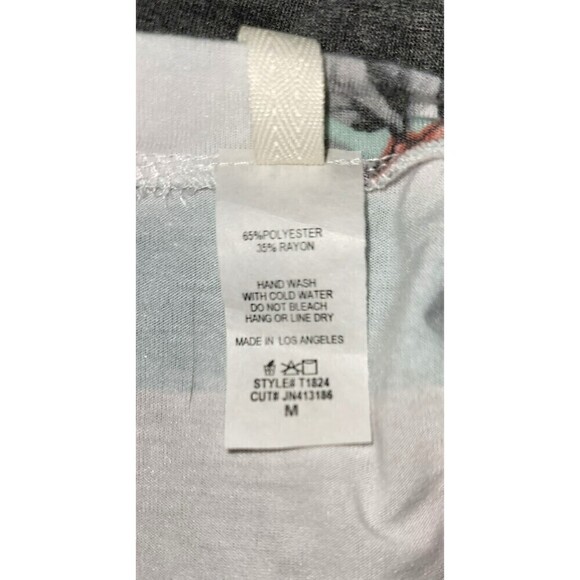 65%POLYESTER
35% RAYON
HAND WASH
WITH COLD WATER
DO NOT BLEACH
HANG OR LINE DRY
MADE IN LOS ANGELES
STYLE# T1824
CUT# JN413186
M